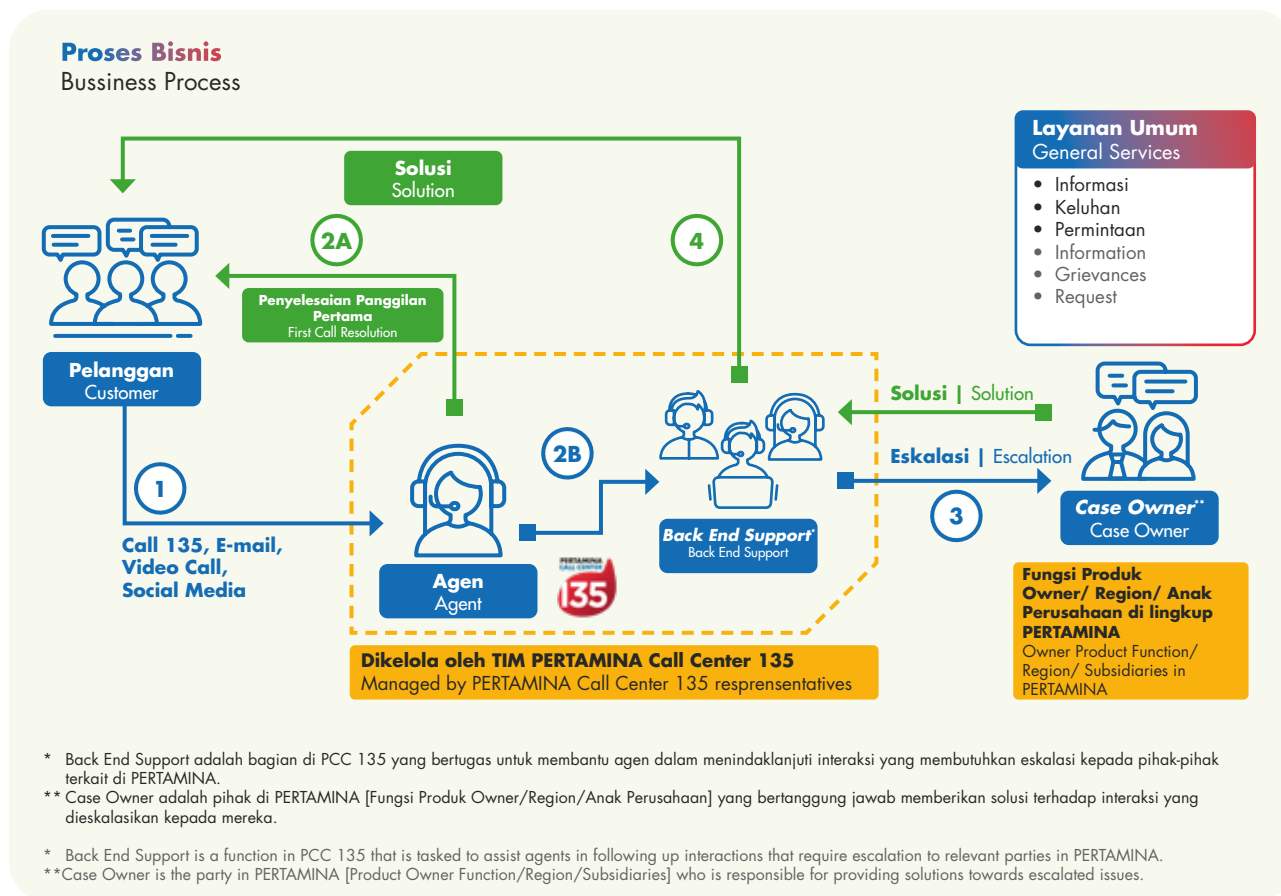 Proses Bisnis
Bussiness Process
Layanan Umum
General Services
• Informasi
• Keluhan
• Permintaan
• Information
• Grievances
• Request
Solusi
Solution
2A
4
Penyelesaian Panggilan
Pertama
First Call Resolution
Pelanggan
Customer
1
Call 135, E-mail,
Video Call,
Social Media
Agen
Agent
PERTAMINA
CALL CENTER
135
2B
Back End Support*
Back End Support
Solusi | Solution
Eskalasi | Escalation
3
Case Owner**
Case Owner
Fungsi Produk
Owner/ Region/ Anak
Perusahaan di lingkup
PERTAMINA
Owner Product Function/
Region/ Subsidiaries in
PERTAMINA
Dikelola oleh TIM PERTAMINA Call Center 135
Managed by PERTAMINA Call Center 135 resprensentatives
* Back End Support adalah bagian di PCC 135 yang bertugas untuk membantu agen dalam menindaklanjuti interaksi yang membutuhkan eskalasi kepada pihak-pihak
terkait di PERTAMINA.
** Case Owner adalah pihak di PERTAMINA [Fungsi Produk Owner/Region/Anak Perusahaan] yang bertanggung jawab memberikan solusi terhadap interaksi yang
dieskalasikan kepada mereka.
* Back End Support is a function in PCC 135 that is tasked to assist agents in following up interactions that require escalation to relevant parties in PERTAMINA.
**Case Owner is the party in PERTAMINA [Product Owner Function/Region/Subsidiaries] who is responsible for providing solutions towards escalated issues.